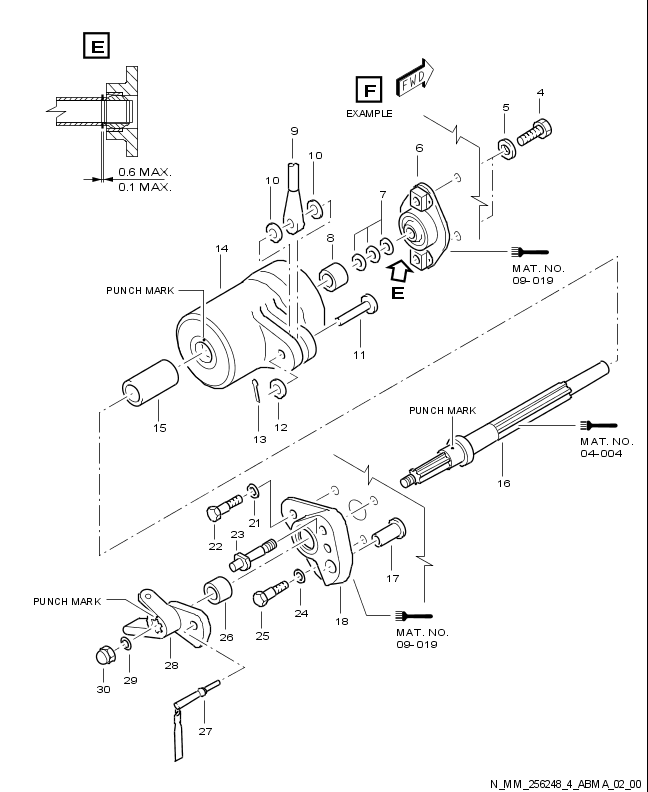 E
F
EXAMPLE
FWD
4
5
6
7
8
9
10
10
0.6 MAX.
0.1 MAX.
14
PUNCH MARK
E
MAT. NO.
09-019
11
15
13
12
PUNCH MARK
MAT. NO.
04-004
16
22
21
23
17
PUNCH MARK
26
25
24
18
MAT. NO.
09-019
30
29
28
27
N_MM_256248_4_ABMA_02_00